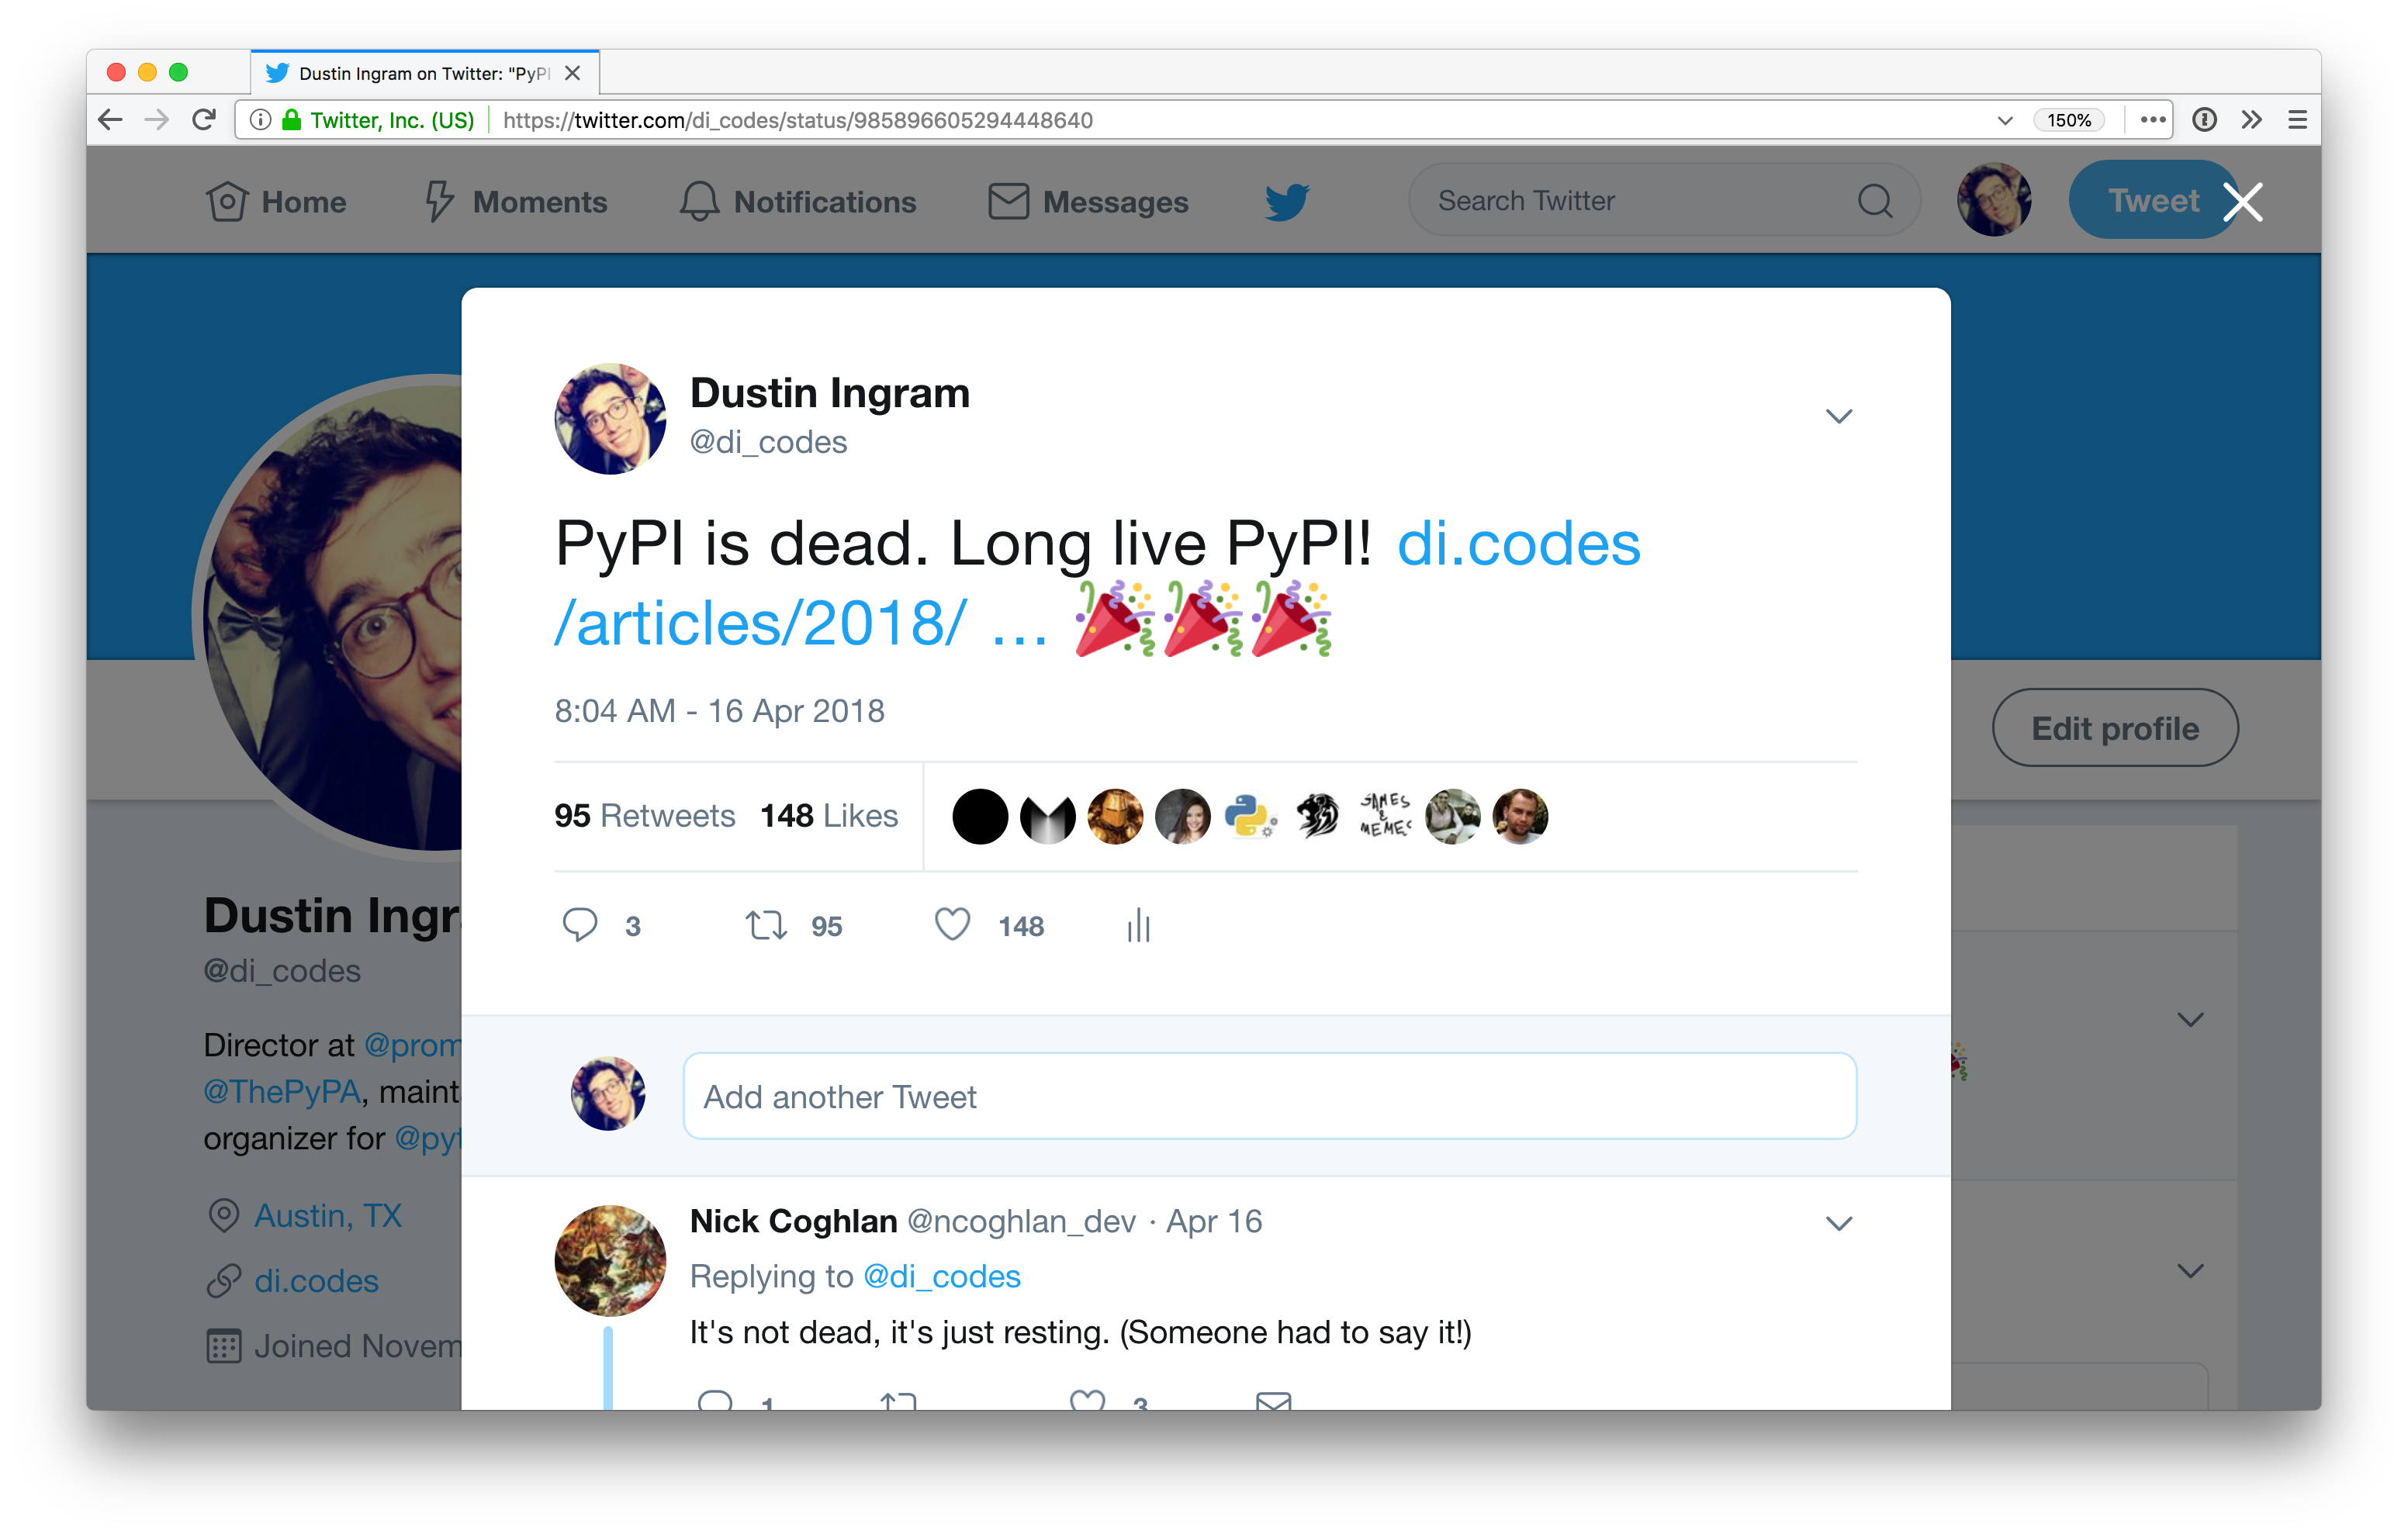 Dustin Ingram on Twitter: "PyPI
Twitter, Inc. (US) https://twitter.com/di_codes/status/985896605294448640 150%
Home Moments Notifications Messages Search Twitter Tweet
Dustin Ingram
@di_codes
PyPI is dead. Long live PyPI! di.codes
/articles/2018/ … 🎉🎉🎉
8:04 AM - 16 Apr 2018
Edit profile
95 Retweets 148 Likes
GAMES
&
MEMES
3 95 148
Dustin Ingr
@di_codes
Director at @prom
@ThePyPA, maint
organizer for @pyt
Austin, TX
di.codes
Joined Novem
Add another Tweet
Nick Coghlan @ncoghlan_dev · Apr 16
Replying to @di_codes
It's not dead, it's just resting. (Someone had to say it!)
1 3